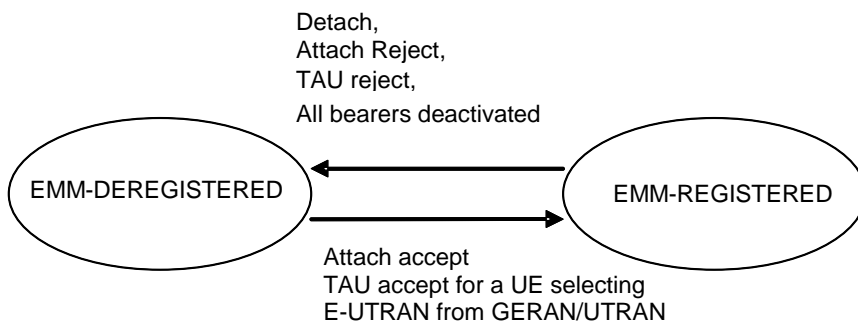 Detach,
Attach Reject,
TAU reject,
All bearers deactivated
EMM-DEREGISTERED
EMM-REGISTERED
Attach accept
TAU accept for a UE selecting
E-UTRAN from GERAN/UTRAN